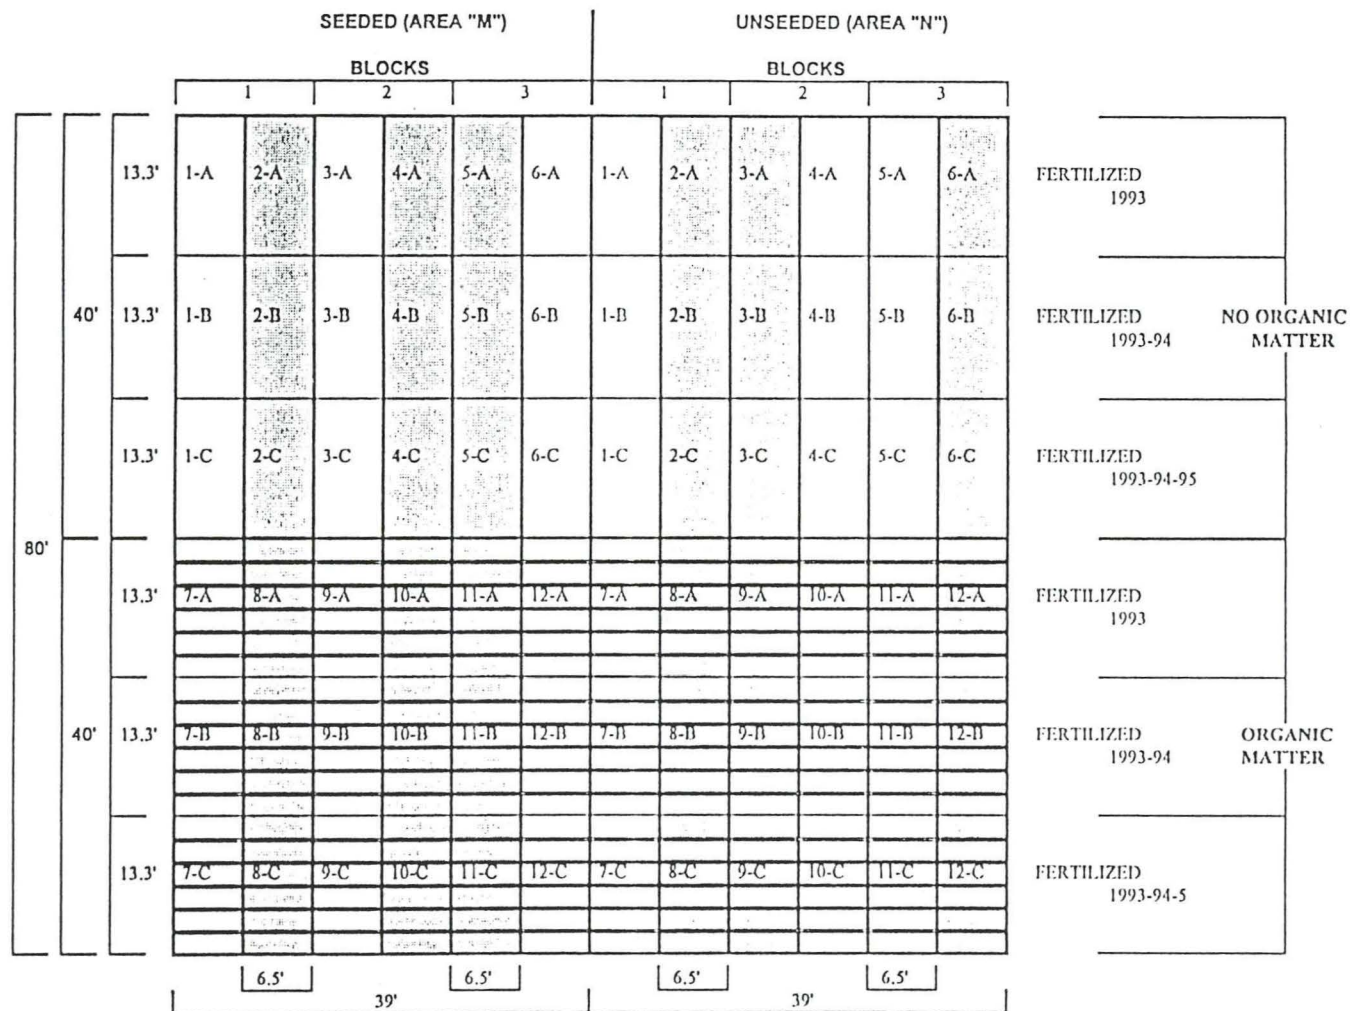 SEEDED (AREA "M") UNSEEDED (AREA "N")
BLOCKS BLOCKS
1 2 3 1 2 3
13.3' 1-A 2-A 3-A 4-A 5-A 6-A 1-A 2-A 3-A 4-A 5-A 6-A FERTILIZED
1993
40' 13.3' 1-B 2-B 3-B 4-B 5-B 6-B 1-B 2-B 3-B 4-B 5-B 6-B FERTILIZED NO ORGANIC
1993-94 MATTER
13.3' 1-C 2-C 3-C 4-C 5-C 6-C 1-C 2-C 3-C 4-C 5-C 6-C FERTILIZED
1993-94-95
80'
13.3' 7-A 8-A 9-A 10-A 11-A 12-A 7-A 8-A 9-A 10-A 11-A 12-A FERTILIZED
1993
40' 13.3' 7-B 8-B 9-B 10-B 11-B 12-B 7-B 8-B 9-B 10-B 11-B 12-B FERTILIZED ORGANIC
1993-94 MATTER
13.3' 7-C 8-C 9-C 10-C 11-C 12-C 7-C 8-C 9-C 10-C 11-C 12-C FERTILIZED
1993-94-5
6.5' 6.5' 6.5' 6.5'
39' 39'